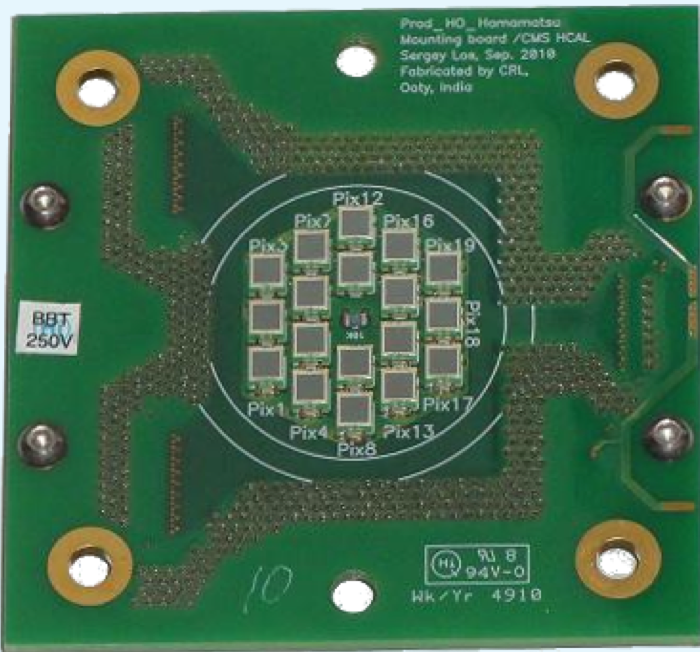 Prod_HO_Hamamatsu
Mounting board /CMS HCAL
Sergey Los, Sep. 2010
Fabricated by CRL,
Ooty, India
Pix12
Pix7
Pix16
Pix3
Pix19
BBT
250V
10K
Pix18
Pix1
Pix17
Pix4
Pix13
Pix8
10
94V-0
Wk/Yr 4910